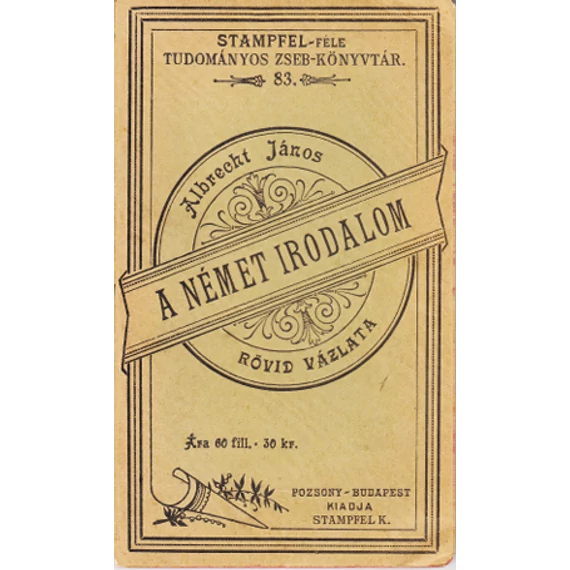 STAMPFEL-FÉLE
TUDOMÁNYOS ZSEB-KÖNYVTÁR.
83.
Albrecht János
A NÉMET IRODALOM
RÖVID VÁZLATA
Ára 60 fill. - 30 kr.
POZSONY-BUDAPEST
KIADJA
STAMPFEL K.